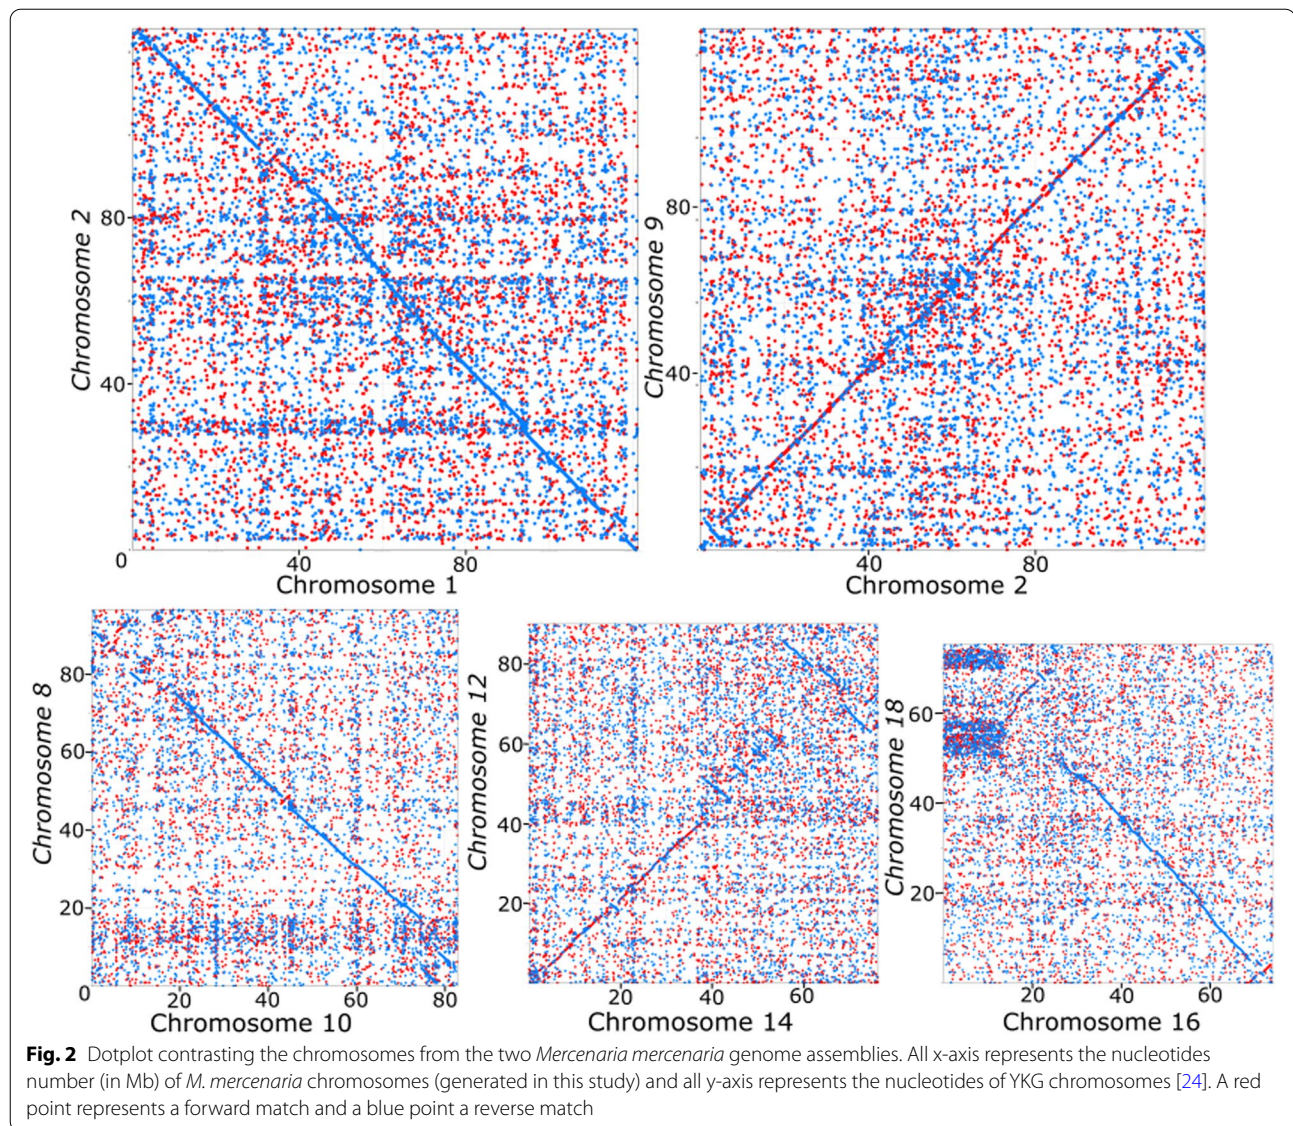 Chromosome 2
80
40
0
40
80
Chromosome 1
Chromosome 9
80
40
40
80
Chromosome 2
Chromosome 8
80
60
40
20
0
20
40
60
80
Chromosome 10
Chromosome 12
80
60
40
20
20
40
60
Chromosome 14
Chromosome 18
60
40
20
20
40
60
Chromosome 16
Fig. 2 Dotplot contrasting the chromosomes from the two Mercenaria mercenaria genome assemblies. All x-axis represents the nucleotides
number (in Mb) of M. mercenaria chromosomes (generated in this study) and all y-axis represents the nucleotides of YKG chromosomes [24]. A red
point represents a forward match and a blue point a reverse match